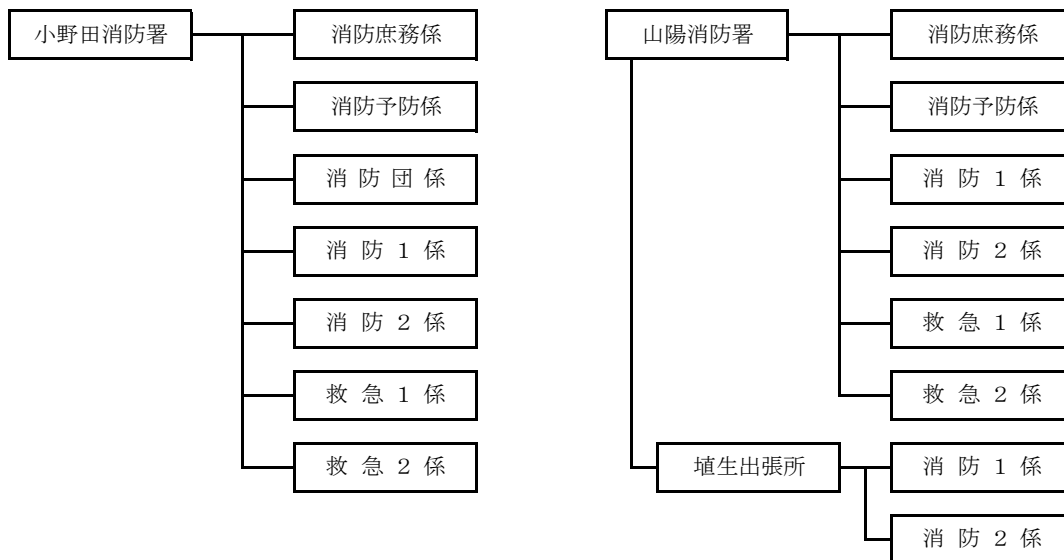 小野田消防署
消防庶務係
消防予防係
消 防 団 係
消 防 1 係
消 防 2 係
救 急 1 係
救 急 2 係
山陽消防署
消防庶務係
消防予防係
消 防 1 係
消 防 2 係
救 急 1 係
救 急 2 係
埴生出張所
消 防 1 係
消 防 2 係